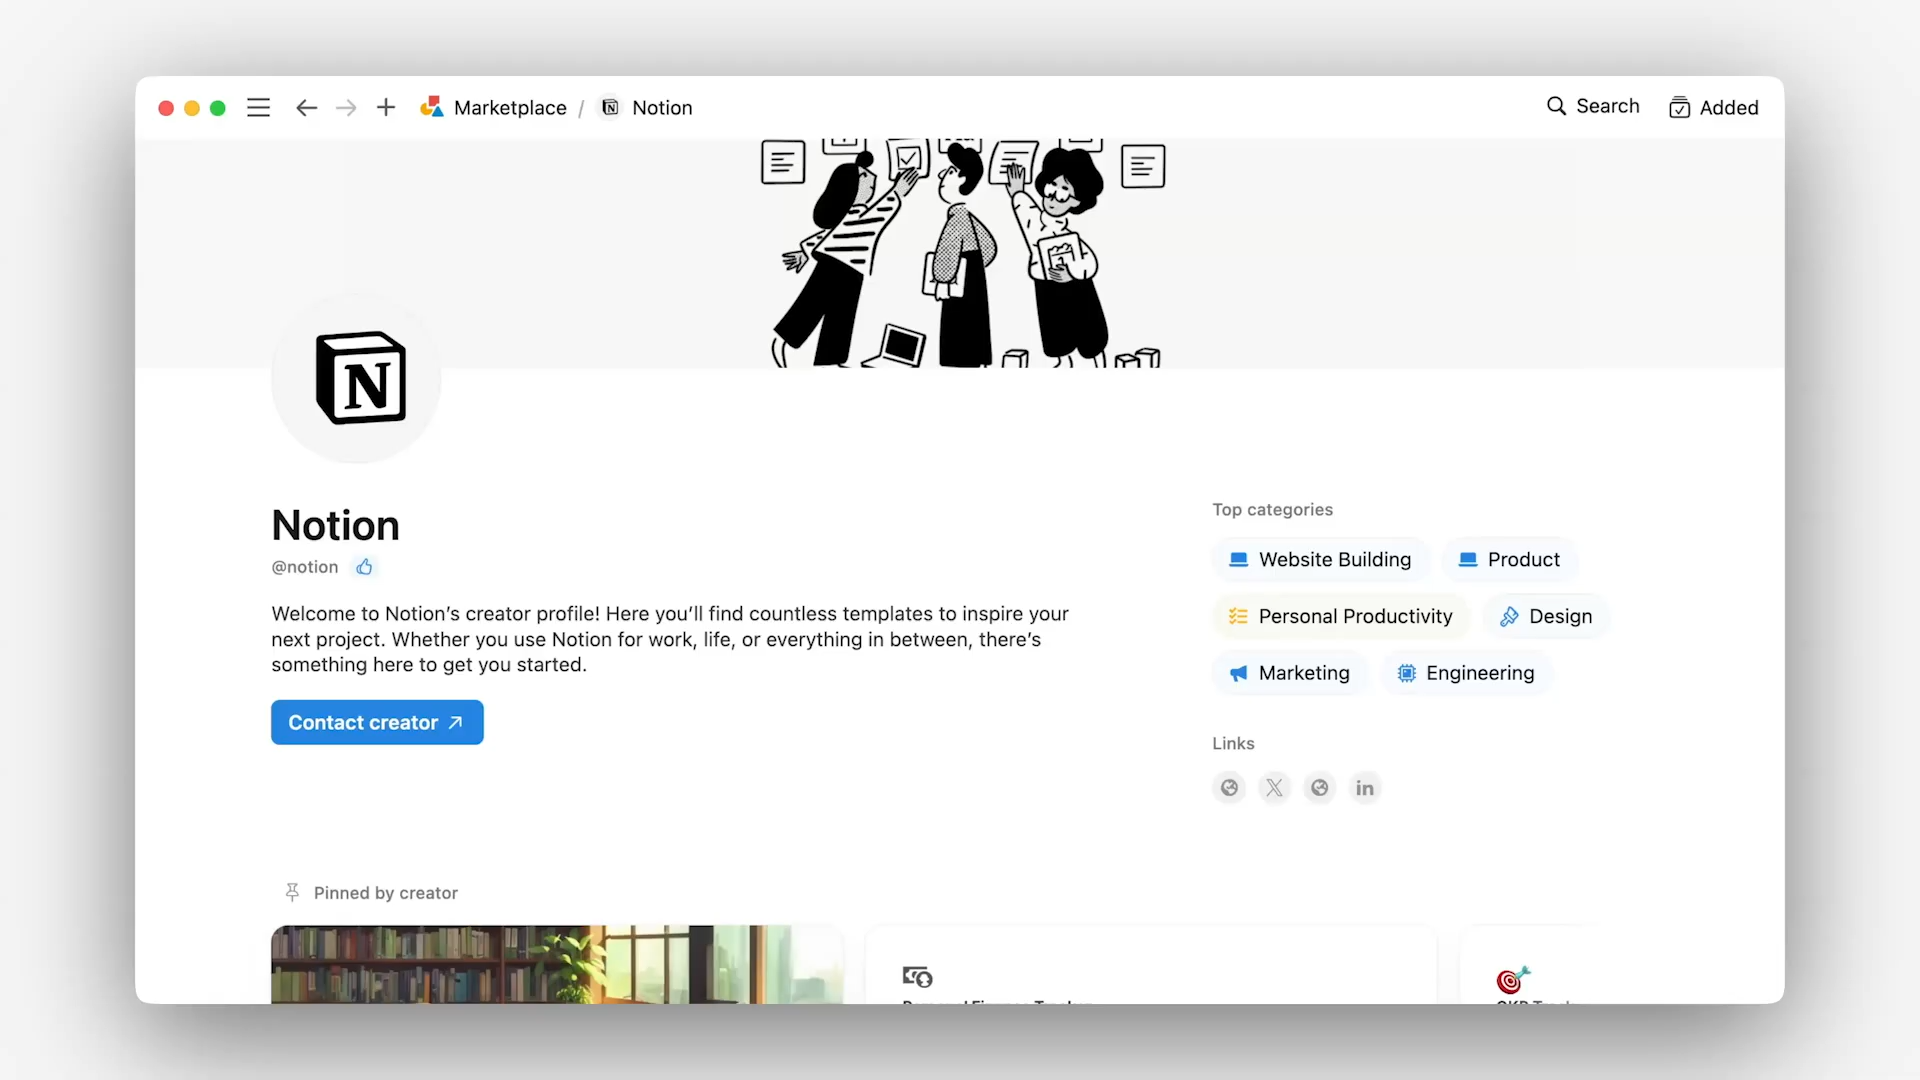 Marketplace / Notion
Search
Added
N
Notion
@notion
Welcome to Notion’s creator profile! Here you’ll find countless templates to inspire your
next project. Whether you use Notion for work, life, or everything in between, there’s
something here to get you started.
Contact creator
Top categories
Website Building
Product
Personal Productivity
Design
Marketing
Engineering
Links
Pinned by creator